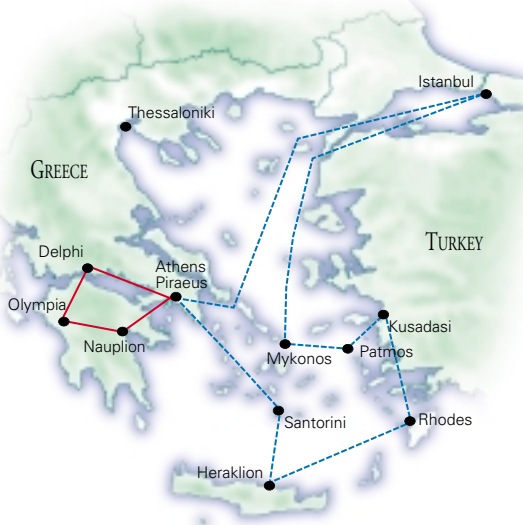 Istanbul
Thessaloniki
GREECE
TURKEY
Delphi
Athens
Piraeus
Olympia
Kusadasi
Nauplion
Mykonos
Patmos
Santorini
Rhodes
Heraklion